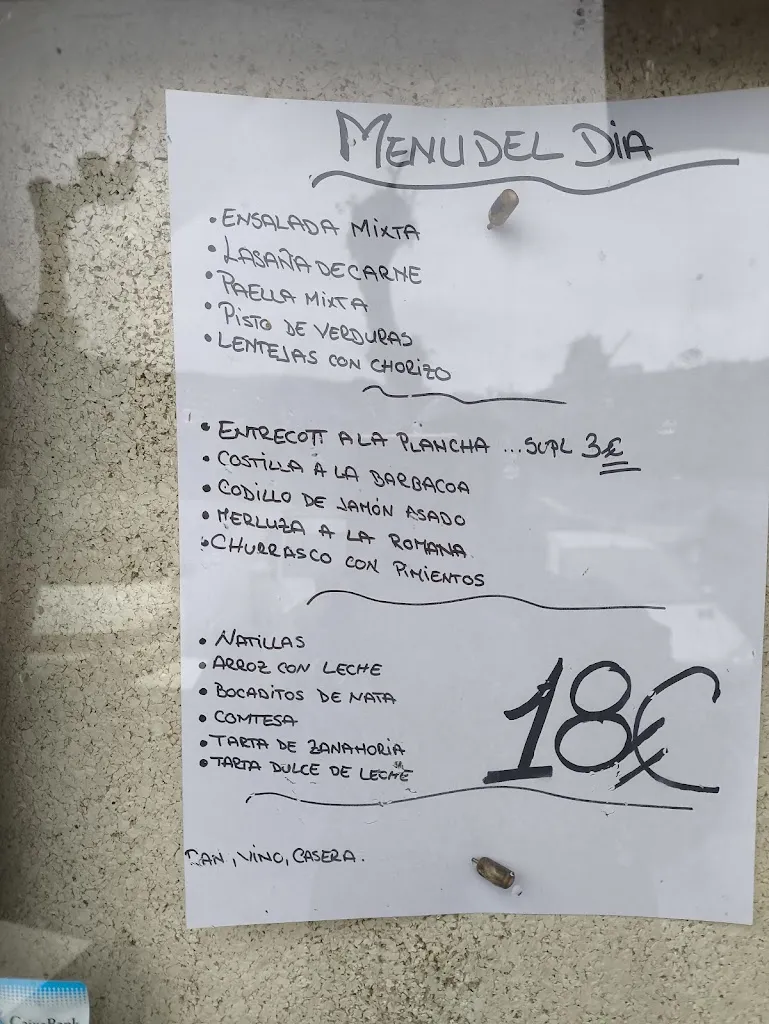 MENU DEL DIA
• ENSALADA MIXTA
• LASAÑA DE CARNE
• PAELLA MIXTA
• PISTO DE VERDURAS
• LENTEJAS CON CHORIZO
• ENTRECOTT A LA PLANCHA ... SUPL 3€
• COSTILLA A LA BARBACOA
• CODILLO DE JAMÓN ASADO
• MERLUZA A LA ROMANA
• CHURRASCO CON PIMIENTOS
• NATILLAS
• ARROZ CON LECHE
• BOCADITOS DE NATA
• COMTESA
• TARTA DE ZANAHORIA
• TARTA DULCE DE LECHE
18€
PAN, VINO, CASERA.
CaixaBank